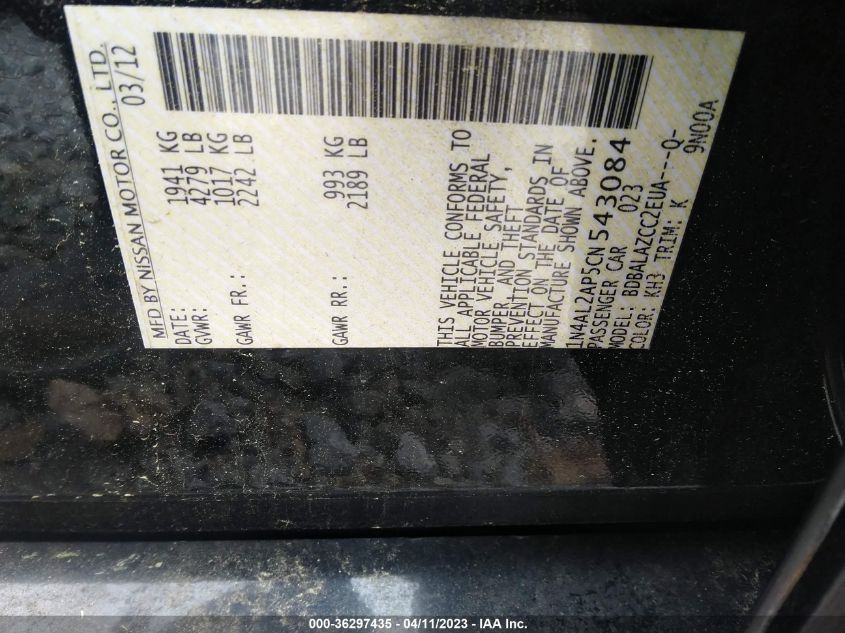 MFD BY NISSAN MOTOR CO., LTD.
DATE: 03/12
GVWR: 1941 KG
4279 LB
GAWR FR.: 1017 KG
2242 LB
GAWR RR.: 993 KG
2189 LB
THIS VEHICLE CONFORMS TO
ALL APPLICABLE FEDERAL
MOTOR VEHICLE SAFETY,
BUMPER, AND THEFT
PREVENTION STANDARDS IN
EFFECT ON THE DATE OF
MANUFACTURE SHOWN ABOVE.
1N4AL2AP5CN543084
PASSENGER CAR 023
MODEL: BDBALAZCC2EUA---Q-
COLOR: KH3 TRIM: K 9N00A
000-36297435 - 04/11/2023 - IAA Inc.